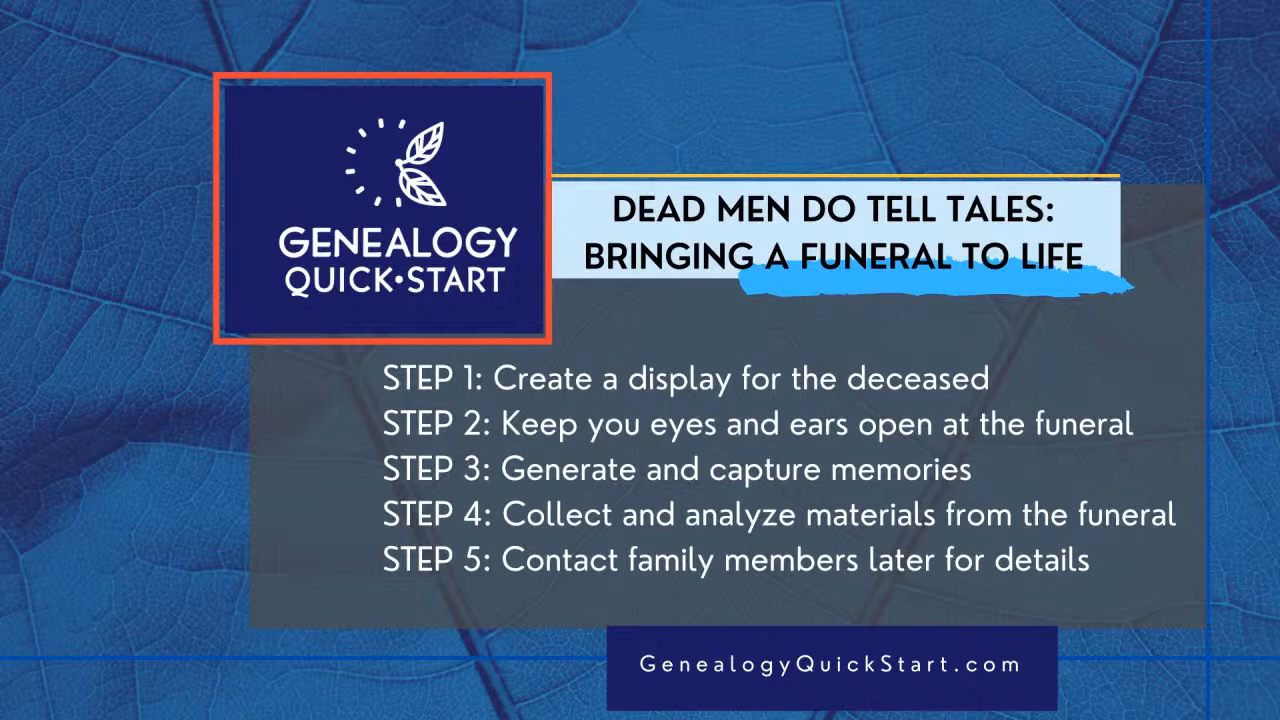 GENEALOGY
QUICK•START
DEAD MEN DO TELL TALES:
BRINGING A FUNERAL TO LIFE
STEP 1: Create a display for the deceased
STEP 2: Keep you eyes and ears open at the funeral
STEP 3: Generate and capture memories
STEP 4: Collect and analyze materials from the funeral
STEP 5: Contact family members later for details
GenealogyQuickStart.com